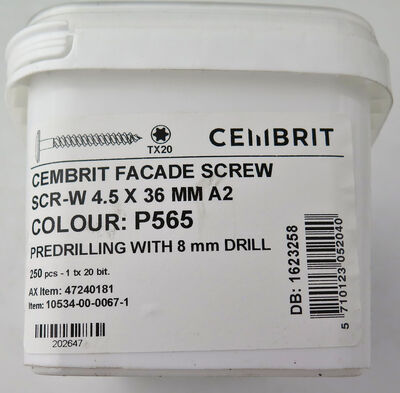 TX20
CEMBRIT
CEMBRIT FACADE SCREW
SCR-W 4.5 X 36 MM A2
COLOUR: P565
PREDRILLING WITH 8 mm DRILL
250 pcs - 1 tx 20 bit.
AX Item: 47240181
Item: 10534-00-0067-1
202647
DB: 1623258
5 710123 052040